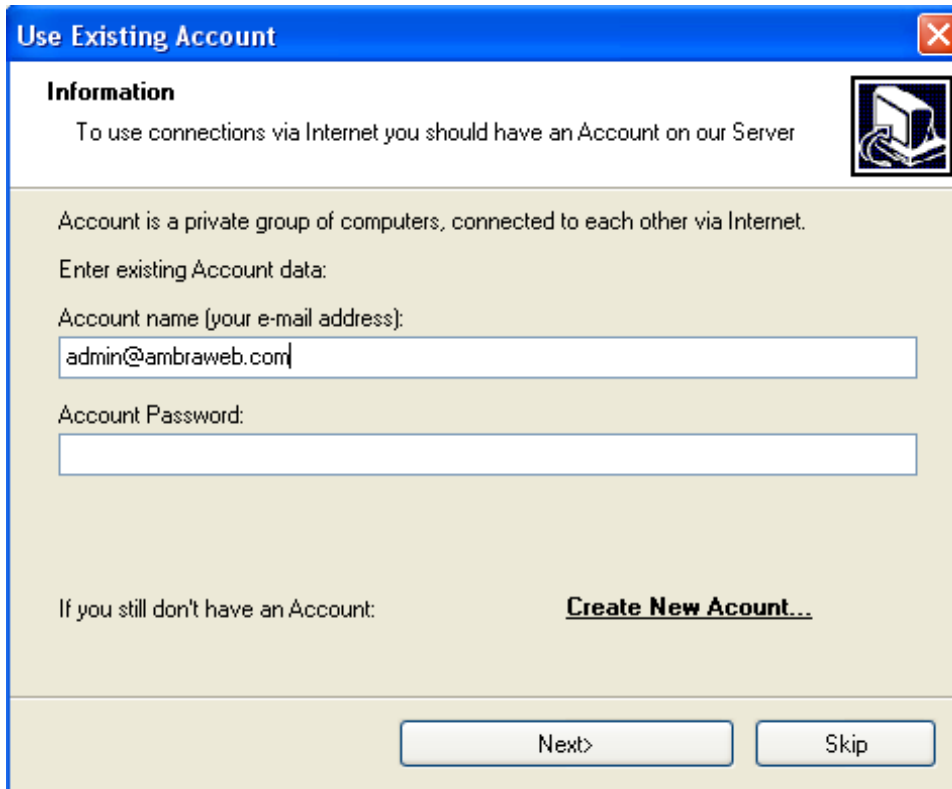 Use Existing Account
Information
To use connections via Internet you should have an Account on our Server
Account is a private group of computers, connected to each other via Internet.
Enter existing Account data:
Account name (your e-mail address):
admin@ambraweb.com
Account Password:
If you still don't have an Account: Create New Acount...
Next> Skip